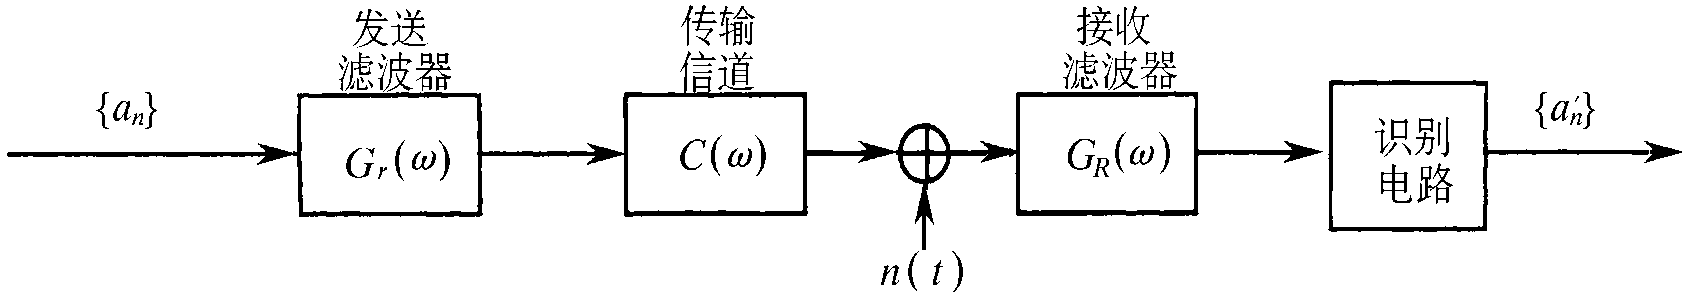 发送
滤波器
传输
信道
接收
滤波器
{aₙ}
Gᵣ(ω)
C(ω)
G_R(ω)
识别
电路
{a′ₙ}
n(t)